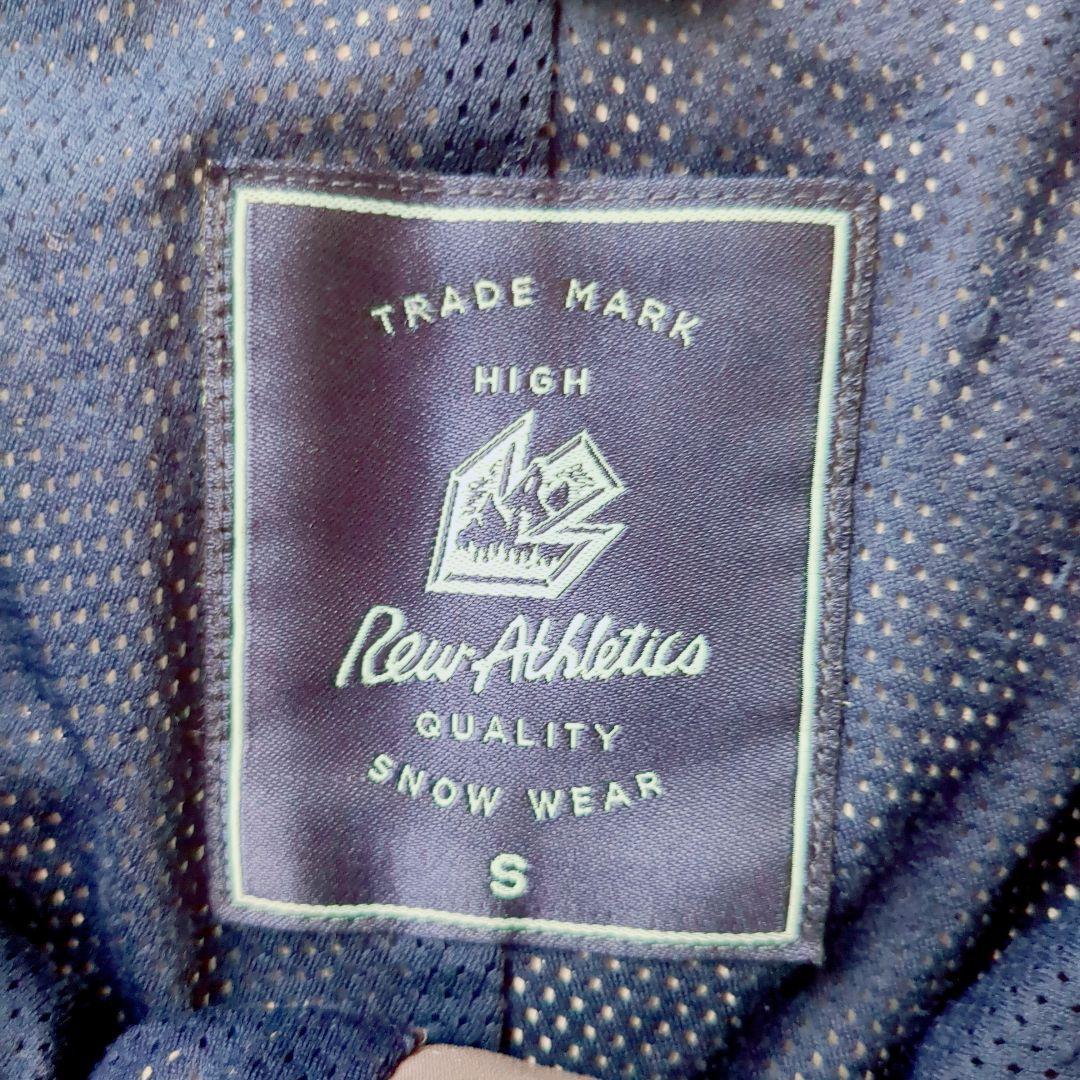 TRADE MARK
HIGH
Rew-Athletics
QUALITY
SNOW WEAR
S